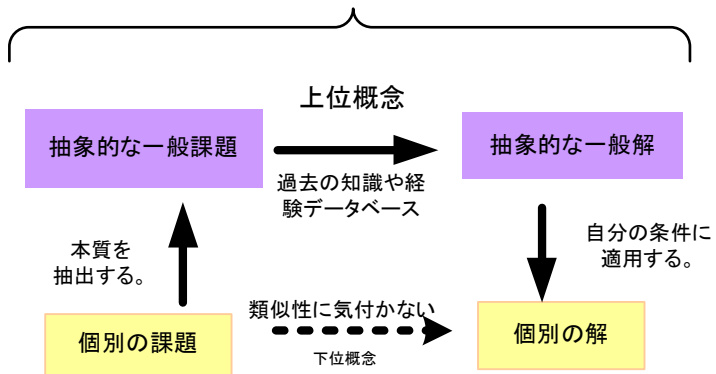 上位概念
抽象的な一般課題
抽象的な一般解
過去の知識や経
験データベース
本質を
抽出する。
自分の条件に
適用する。
類似性に気付かない
個別の課題
個別の解
下位概念